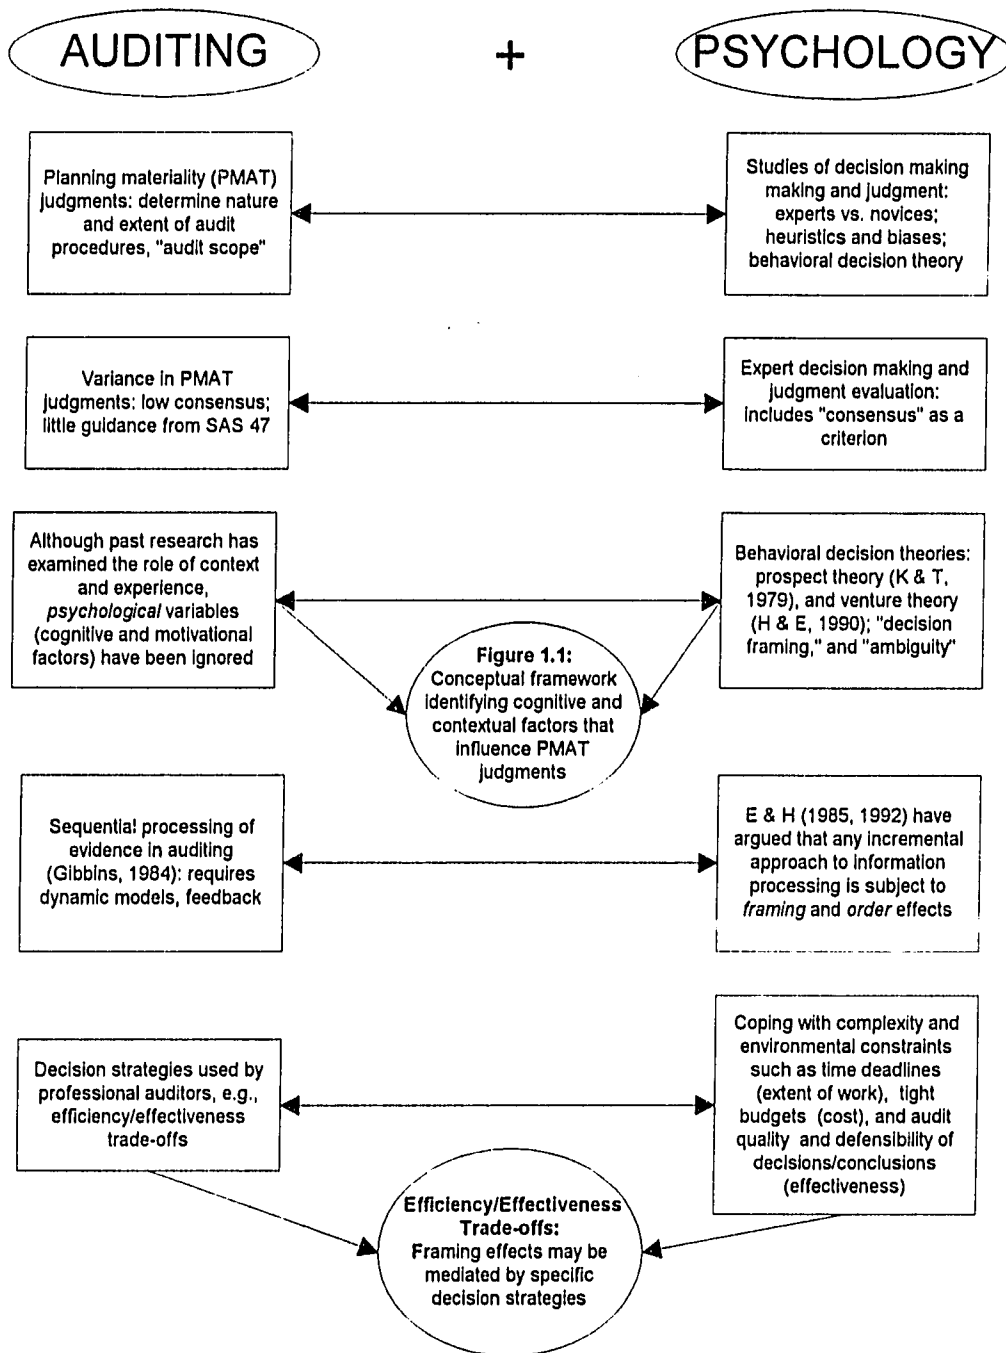 AUDITING
+
PSYCHOLOGY
Planning materiality (PMAT)
judgments: determine nature
and extent of audit
procedures, "audit scope"
Studies of decision making
making and judgment:
experts vs. novices;
heuristics and biases;
behavioral decision theory
Variance in PMAT
judgments: low consensus;
little guidance from SAS 47
Expert decision making and
judgment evaluation:
includes "consensus" as a
criterion
Although past research has
examined the role of context
and experience,
psychological variables
(cognitive and motivational
factors) have been ignored
Behavioral decision theories:
prospect theory (K & T,
1979), and venture theory
(H & E, 1990); "decision
framing," and "ambiguity"
Figure 1.1:
Conceptual framework
identifying cognitive and
contextual factors that
influence PMAT
judgments
Sequential processing of
evidence in auditing
(Gibbins, 1984): requires
dynamic models, feedback
E & H (1985, 1992) have
argued that any incremental
approach to information
processing is subject to
framing and order effects
Decision strategies used by
professional auditors, e.g.,
efficiency/effectiveness
trade-offs
Coping with complexity and
environmental constraints
such as time deadlines
(extent of work), tight
budgets (cost), and audit
quality and defensibility of
decisions/conclusions
(effectiveness)
Efficiency/Effectiveness
Trade-offs:
Framing effects may be
mediated by specific
decision strategies